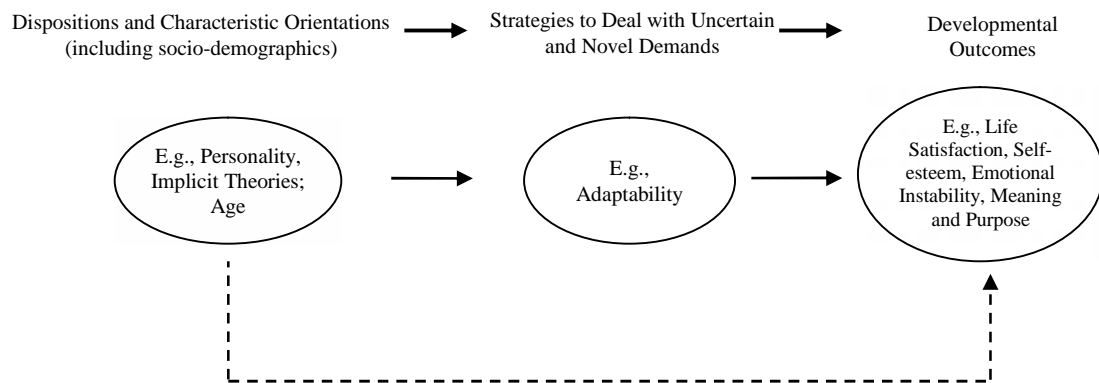 Dispositions and Characteristic Orientations
(including socio-demographics)
Strategies to Deal with Uncertain
and Novel Demands
Developmental
Outcomes
E.g., Personality,
Implicit Theories;
Age
E.g.,
Adaptability
E.g., Life
Satisfaction, Self-
esteem, Emotional
Instability, Meaning
and Purpose